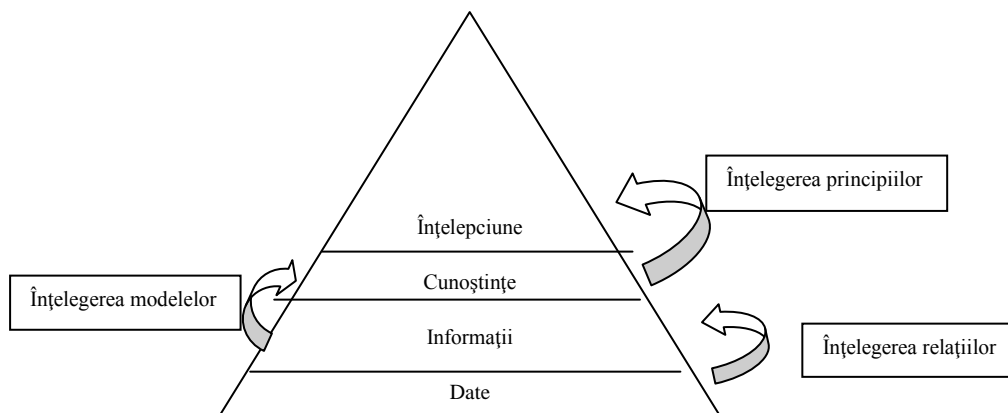 Înţelegerea principiilor
Înţelepciune
Cunoştinţe
Înţelegerea modelelor
Informaţii
Înţelegerea relaţiilor
Date